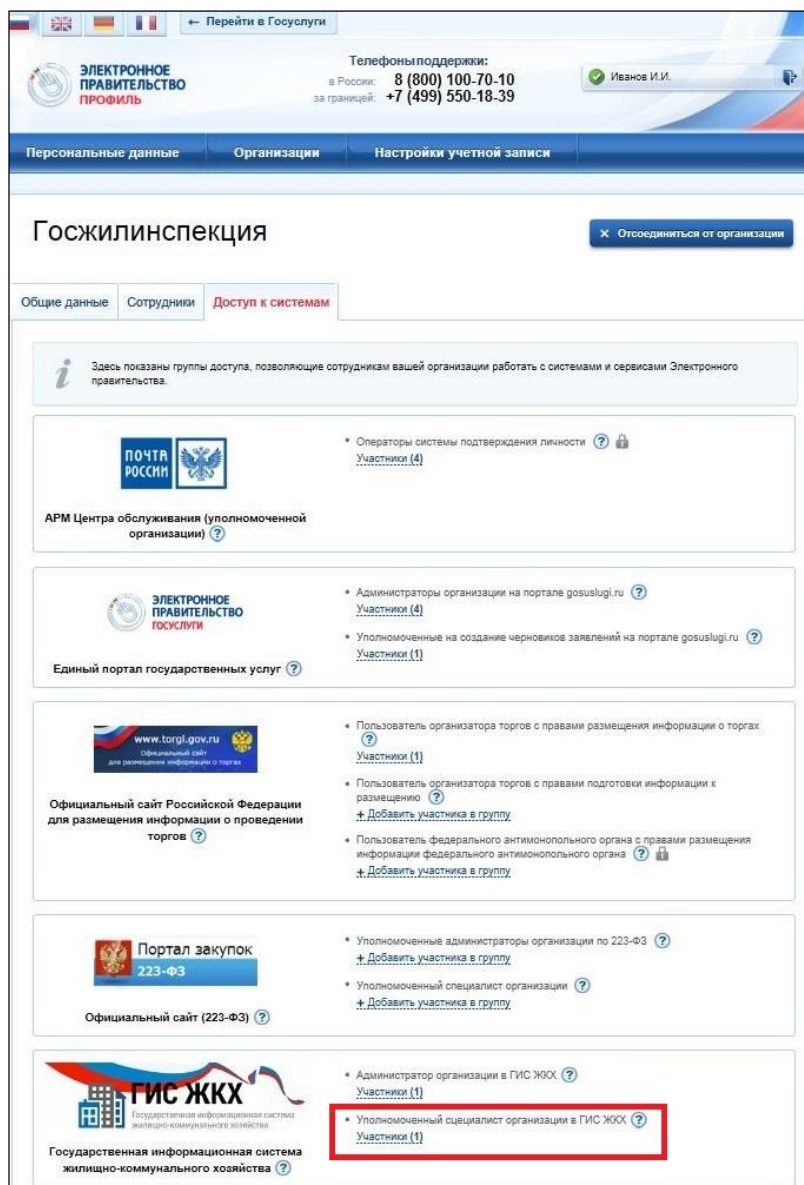 ← Перейти в Госуслуги
ЭЛЕКТРОННОЕ
ПРАВИТЕЛЬСТВО
ПРОФИЛЬ
Телефоны поддержки:
в России: 8 (800) 100-70-10
за границей: +7 (499) 550-18-39
Иванов И.И.
Персональные данные Организации Настройки учетной записи
Госжилинспекция
× Отсоединиться от организации
Общие данные Сотрудники Доступ к системам
i
Здесь показаны группы доступа, позволяющие сотрудникам вашей организации работать с системами и сервисами Электронного
правительства.
ПОЧТА
РОССИИ
АРМ Центра обслуживания (уполномоченной
организации) ?
• Операторы системы подтверждения личности ?
Участники (4)
ЭЛЕКТРОННОЕ
ПРАВИТЕЛЬСТВО
ГОСУСЛУГИ
Единый портал государственных услуг ?
• Администраторы организации на портале gosuslugi.ru ?
Участники (4)
• Уполномоченные на создание черновиков заявлений на портале gosuslugi.ru ?
Участники (1)
www.torgi.gov.ru
Официальный сайт
для размещения информации о торгах
Официальный сайт Российской Федерации
для размещения информации о проведении
торгов ?
• Пользователь организатора торгов с правами размещения информации о торгах
?
Участники (1)
• Пользователь организатора торгов с правами подготовки информации к
размещению ?
+ Добавить участника в группу
• Пользователь федерального антимонопольного органа с правами размещения
информации федерального антимонопольного органа ?
+ Добавить участника в группу
Портал закупок
223-ФЗ
Официальный сайт (223-ФЗ) ?
• Уполномоченные администраторы организации по 223-ФЗ ?
+ Добавить участника в группу
• Уполномоченный специалист организации ?
+ Добавить участника в группу
ГИС ЖКХ
Государственная информационная система
жилищно-коммунального хозяйства
Государственная информационная система
жилищно-коммунального хозяйства ?
• Администратор организации в ГИС ЖКХ ?
Участники (1)
• Уполномоченный сцециалист организации в ГИС ЖКХ ?
Участники (1)